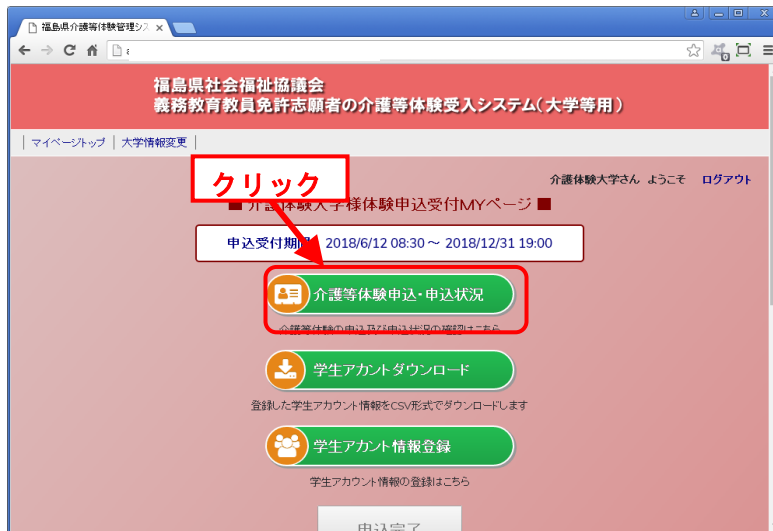 福島県介護等体験管理シス
福島県社会福祉協議会
義務教育教員免許志願者の介護等体験受入システム(大学等用)
マイページトップ | 大学情報変更
クリック
介護体験大学さん ようこそ ログアウト
■ 介護体験大学様体験申込受付MYページ ■
申込受付期間 2018/6/12 08:30 ~ 2018/12/31 19:00
介護等体験申込・申込状況
介護等体験の申込及び申込状況の確認はこちら
学生アカントダウンロード
登録した学生アカウント情報をCSV形式でダウンロードします
学生アカント情報登録
学生アカウント情報の登録はこちら
申込完了